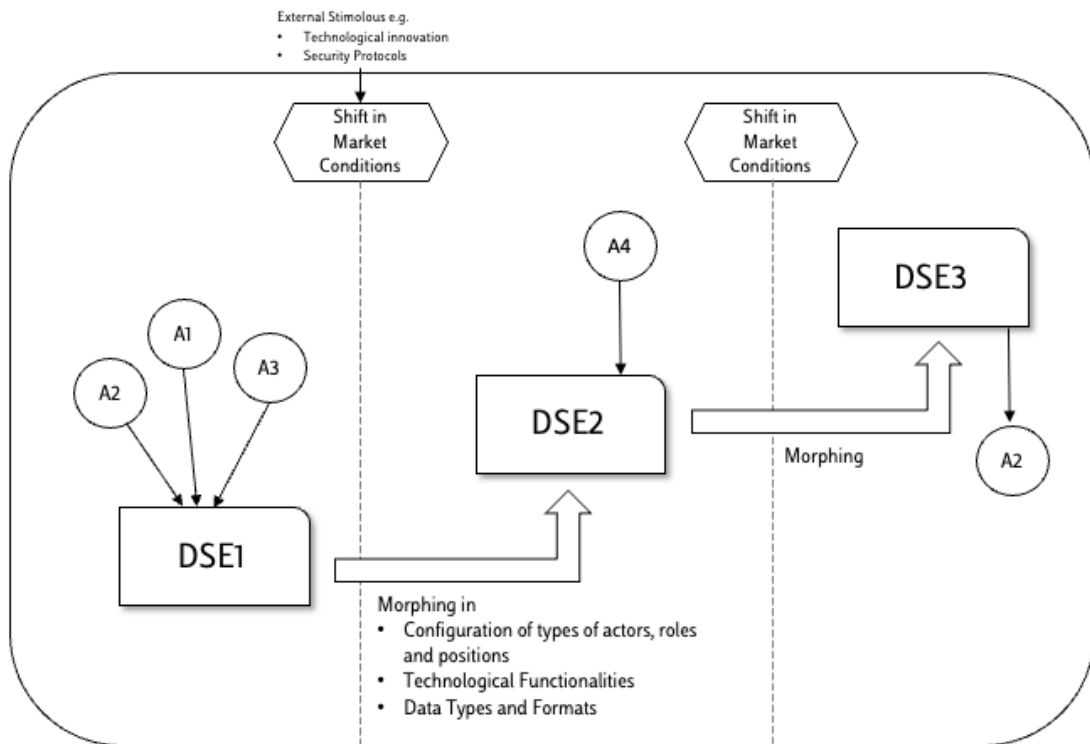 External Stimolous e.g.
• Technological innovation
• Security Protocols
Shift in
Market
Conditions
Shift in
Market
Conditions
A4
DSE3
A1
A2
A3
DSE2
Morphing
A2
DSE1
Morphing in
• Configuration of types of actors, roles
and positions
• Technological Functionalities
• Data Types and Formats